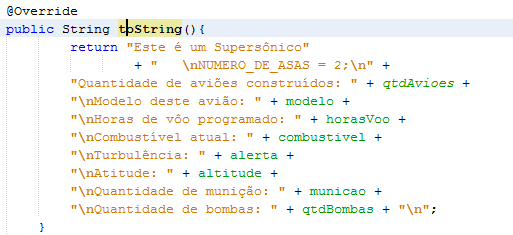 @Override
public String toString(){
return "Este é um Supersônico"
+ "   \nNUMERO_DE_ASAS = 2;\n" +
"Quantidade de aviões construídos: " + qtdAvioes +
"\nModelo deste avião: " + modelo +
"\nHoras de vôo programado: " + horasVoo +
"\nCombustível atual: " + combustivel +
"\nTurbulência: " + alerta +
"\nAtitude: " + altitude +
"\nQuantidade de munição: " + municao +
"\nQuantidade de bombas: " + qtdBombas + "\n";
}